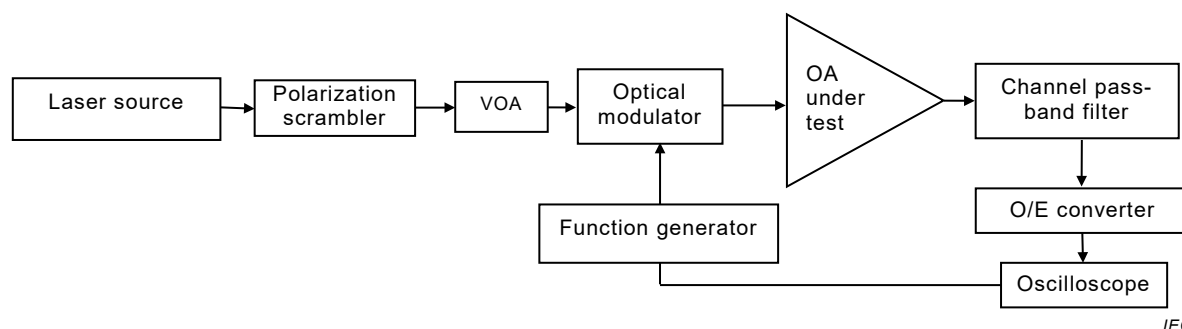 Laser source
Polarization
scrambler
VOA
Optical
modulator
OA
under
test
Channel pass-
band filter
Function generator
O/E converter
Oscilloscope